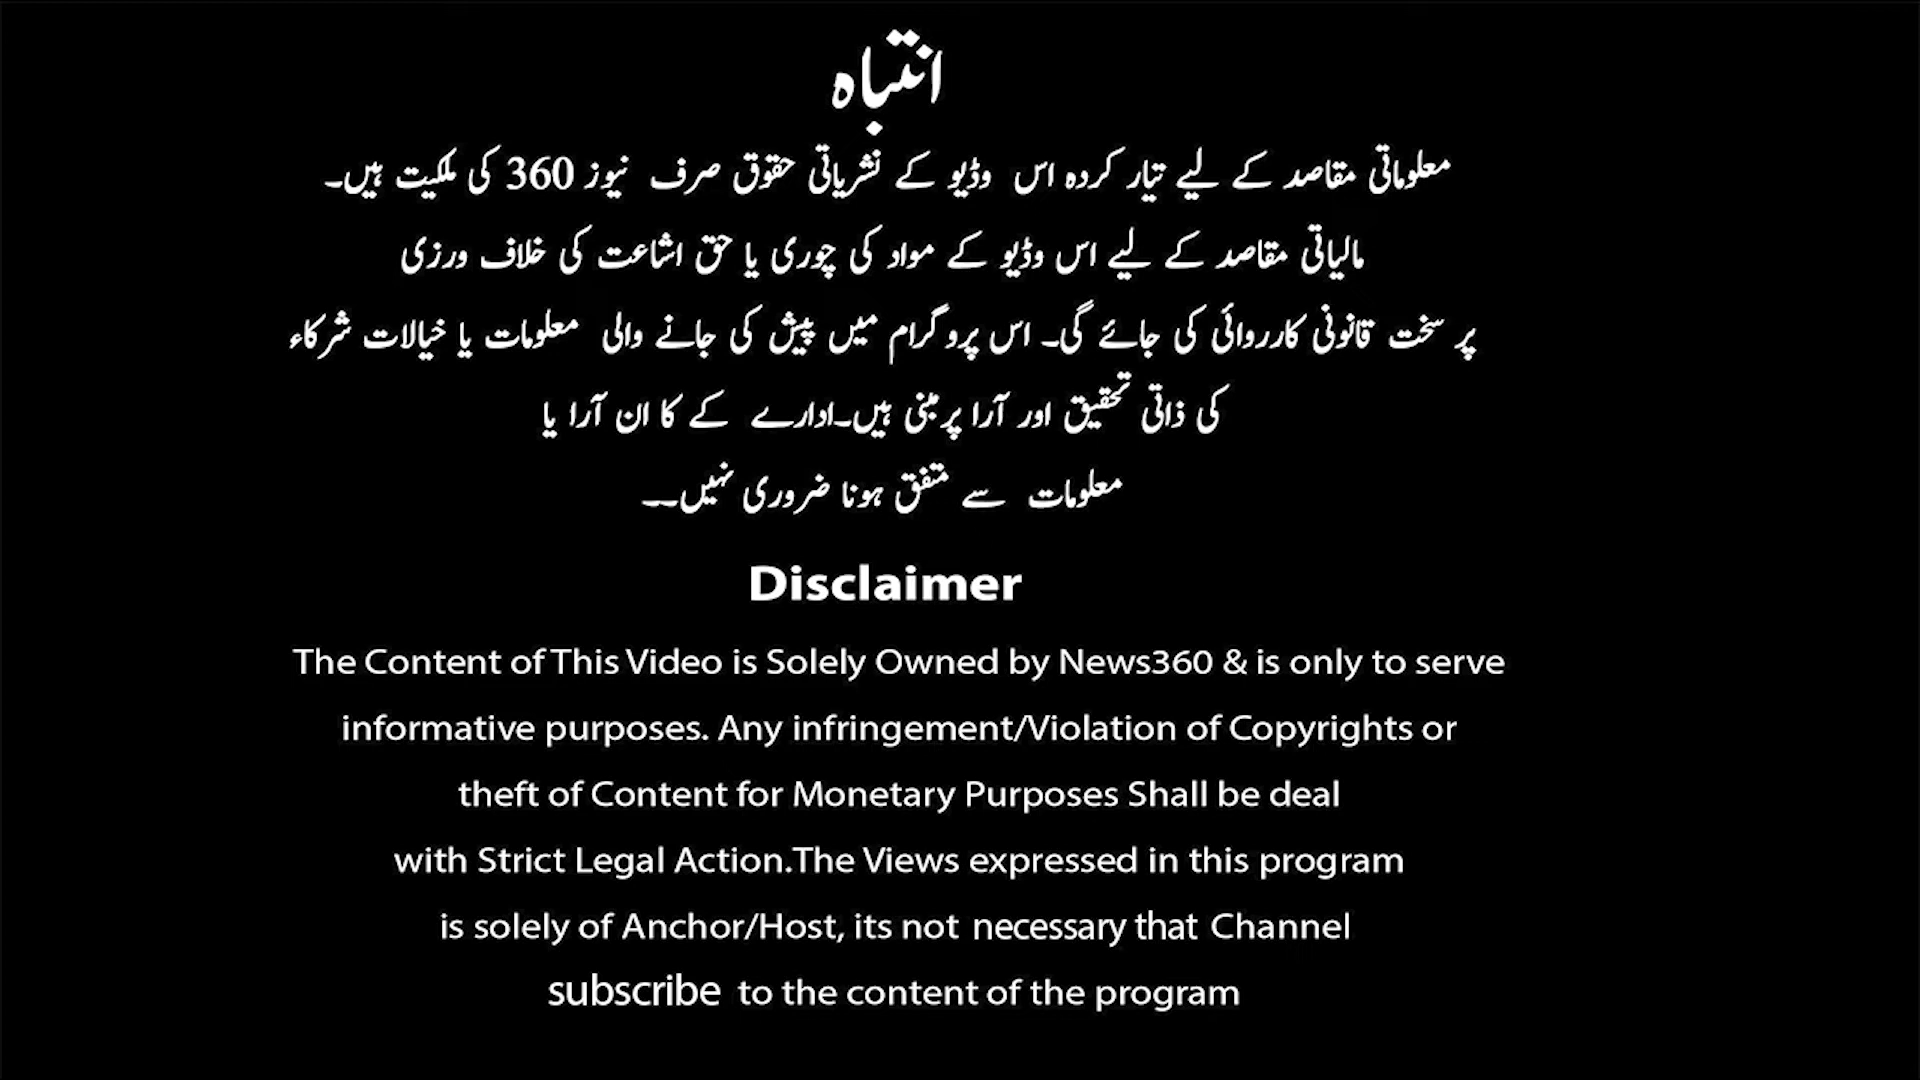 انتباہ
معلوماتی مقاصد کے لیے تیار کردہ اس وڈیو کے نشریاتی حقوق صرف نیوز 360 کی ملکیت ہیں۔
مالیاتی مقاصد کے لیے اس وڈیو کے مواد کی چوری یا حق اشاعت کی خلاف ورزی
پر سخت قانونی کارروائی کی جائے گی۔ اس پروگرام میں پیش کی جانے والی معلومات یا خیالات شرکاء
کی ذاتی تحقیق اور آرا پر مبنی ہیں۔ادارے کے کا ان آرا یا
معلومات سے متفق ہونا ضروری نہیں۔۔
Disclaimer
The Content of This Video is Solely Owned by News360 & is only to serve
informative purposes. Any infringement/Violation of Copyrights or
theft of Content for Monetary Purposes Shall be deal
with Strict Legal Action.The Views expressed in this program
is solely of Anchor/Host, its not necessary that Channel
subscribe to the content of the program